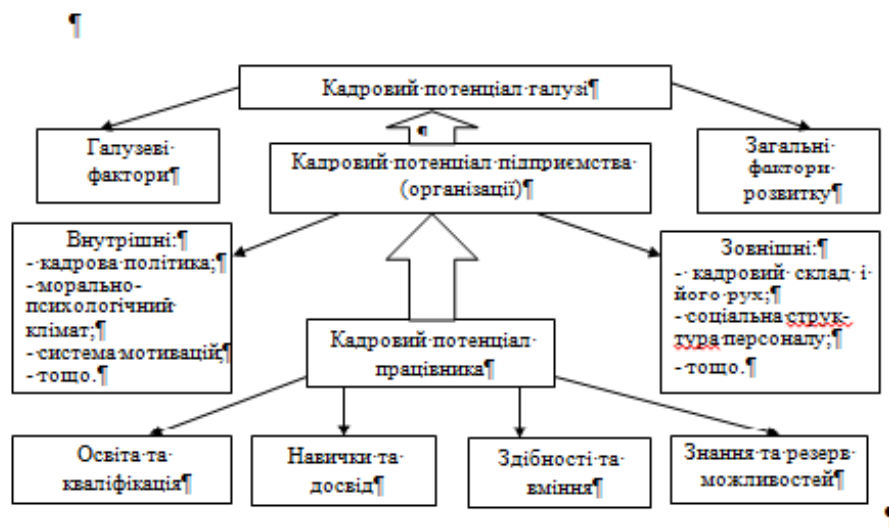 Кадровий потенціал галузі
Галузеві
фактори
Кадровий потенціал підприємства
(організації)
Загальні
фактори
розвитку
Внутрішні:
- кадрова політика;
- морально-
психологічний
клімат;
- система мотивацій;
- тощо.
Зовнішні:
- кадровий склад і
його рух;
- соціальна струк-
тура персоналу;
- тощо.
Кадровий потенціал
працівника
Освіта та
кваліфікація
Навички та
досвід
Здібності та
вміння
Знання та резерв
можливостей